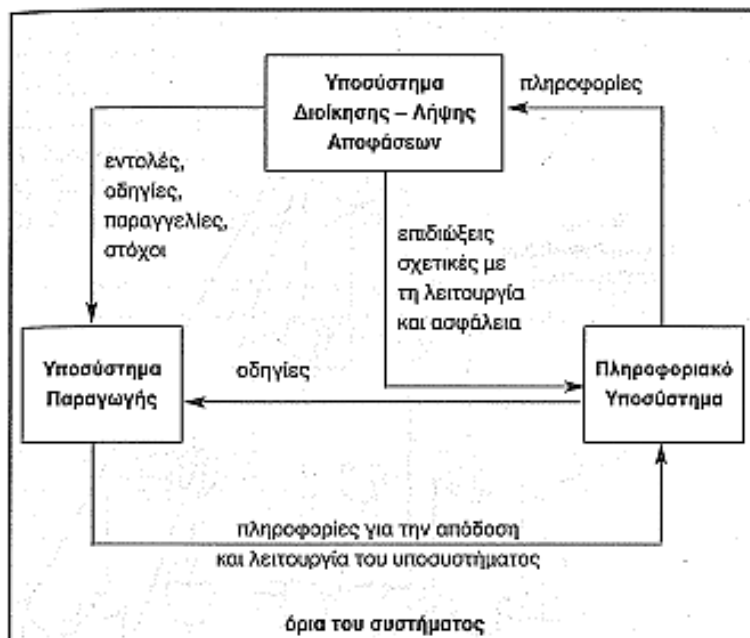 Υποσύστημα
Διοίκησης – Λήψης
Αποφάσεων
πληροφορίες
εντολές,
οδηγίες,
παραγγελίες,
στόχοι
επιδιώξεις
σχετικές με
τη λειτουργία
και ασφάλεια
Υποσύστημα
Παραγωγής
οδηγίες
Πληροφοριακό
Υποσύστημα
πληροφορίες για την απόδοση
και λειτουργία του υποσυστήματος
όρια του συστήματος